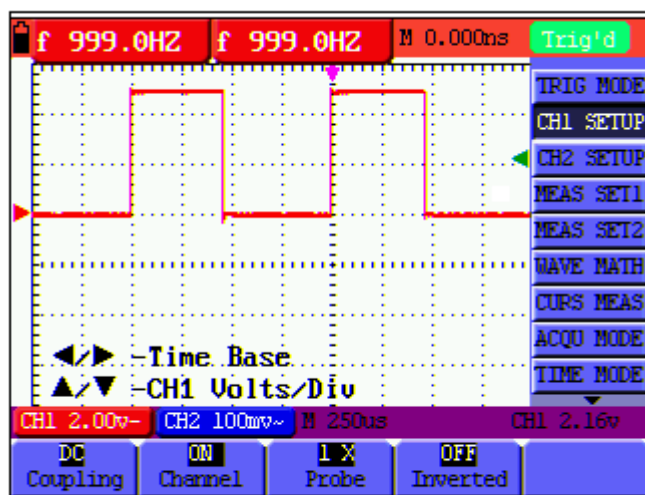 f 999.0HZ f 999.0HZ M 0.000ns Trig'd
TRIG MODE
CH1 SETUP
CH2 SETUP
MEAS SET1
MEAS SET2
WAVE MATH
CURS MEAS
ACQU MODE
TIME MODE
◀/▶ -Time Base
▲/▼ -CH1 Volts/Div
CH1 2.00v- CH2 100mv~ M 250us CH1 2.16v
DC ON 1 X OFF
Coupling Channel Probe Inverted